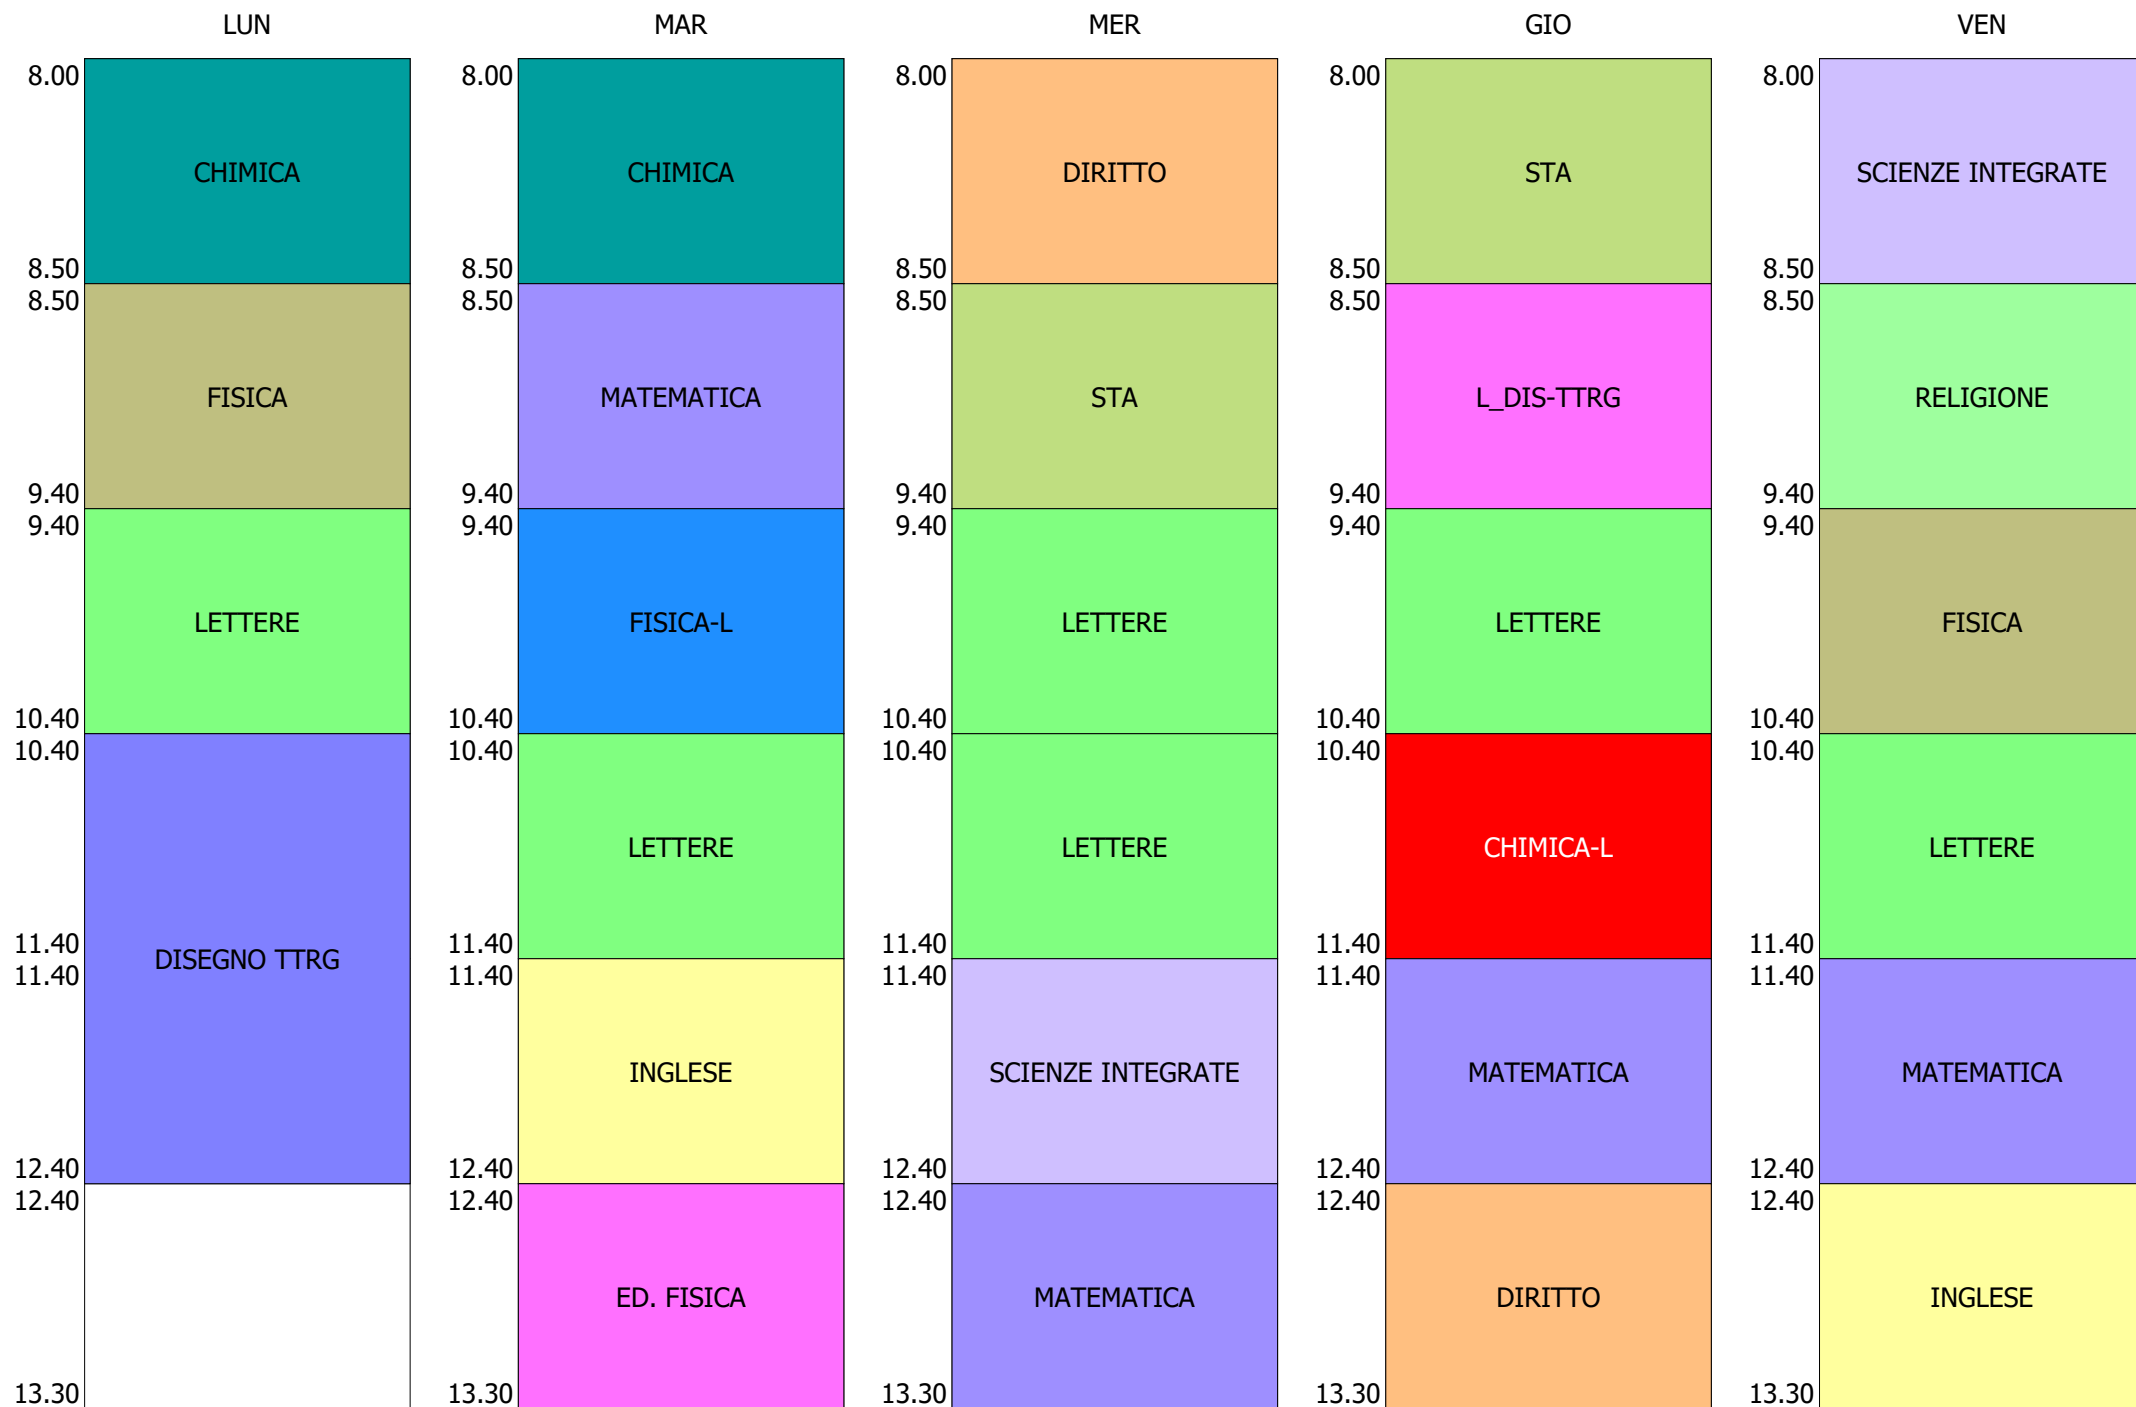 LUN MAR MER GIO VEN
8.00 8.00 8.00 8.00 8.00
CHIMICA CHIMICA DIRITTO STA SCIENZE INTEGRATE
8.50 8.50 8.50 8.50 8.50
8.50 8.50 8.50 8.50 8.50
FISICA MATEMATICA STA L_DIS-TTRG RELIGIONE
9.40 9.40 9.40 9.40 9.40
9.40 9.40 9.40 9.40 9.40
LETTERE FISICA-L LETTERE LETTERE FISICA
10.40 10.40 10.40 10.40 10.40
10.40 10.40 10.40 10.40 10.40
LETTERE LETTERE CHIMICA-L LETTERE
11.40 11.40 11.40 11.40 11.40
DISEGNO TTRG
11.40 11.40 11.40 11.40 11.40
INGLESE SCIENZE INTEGRATE MATEMATICA MATEMATICA
12.40 12.40 12.40 12.40 12.40
12.40 12.40 12.40 12.40 12.40
ED. FISICA MATEMATICA DIRITTO INGLESE
13.30 13.30 13.30 13.30 13.30